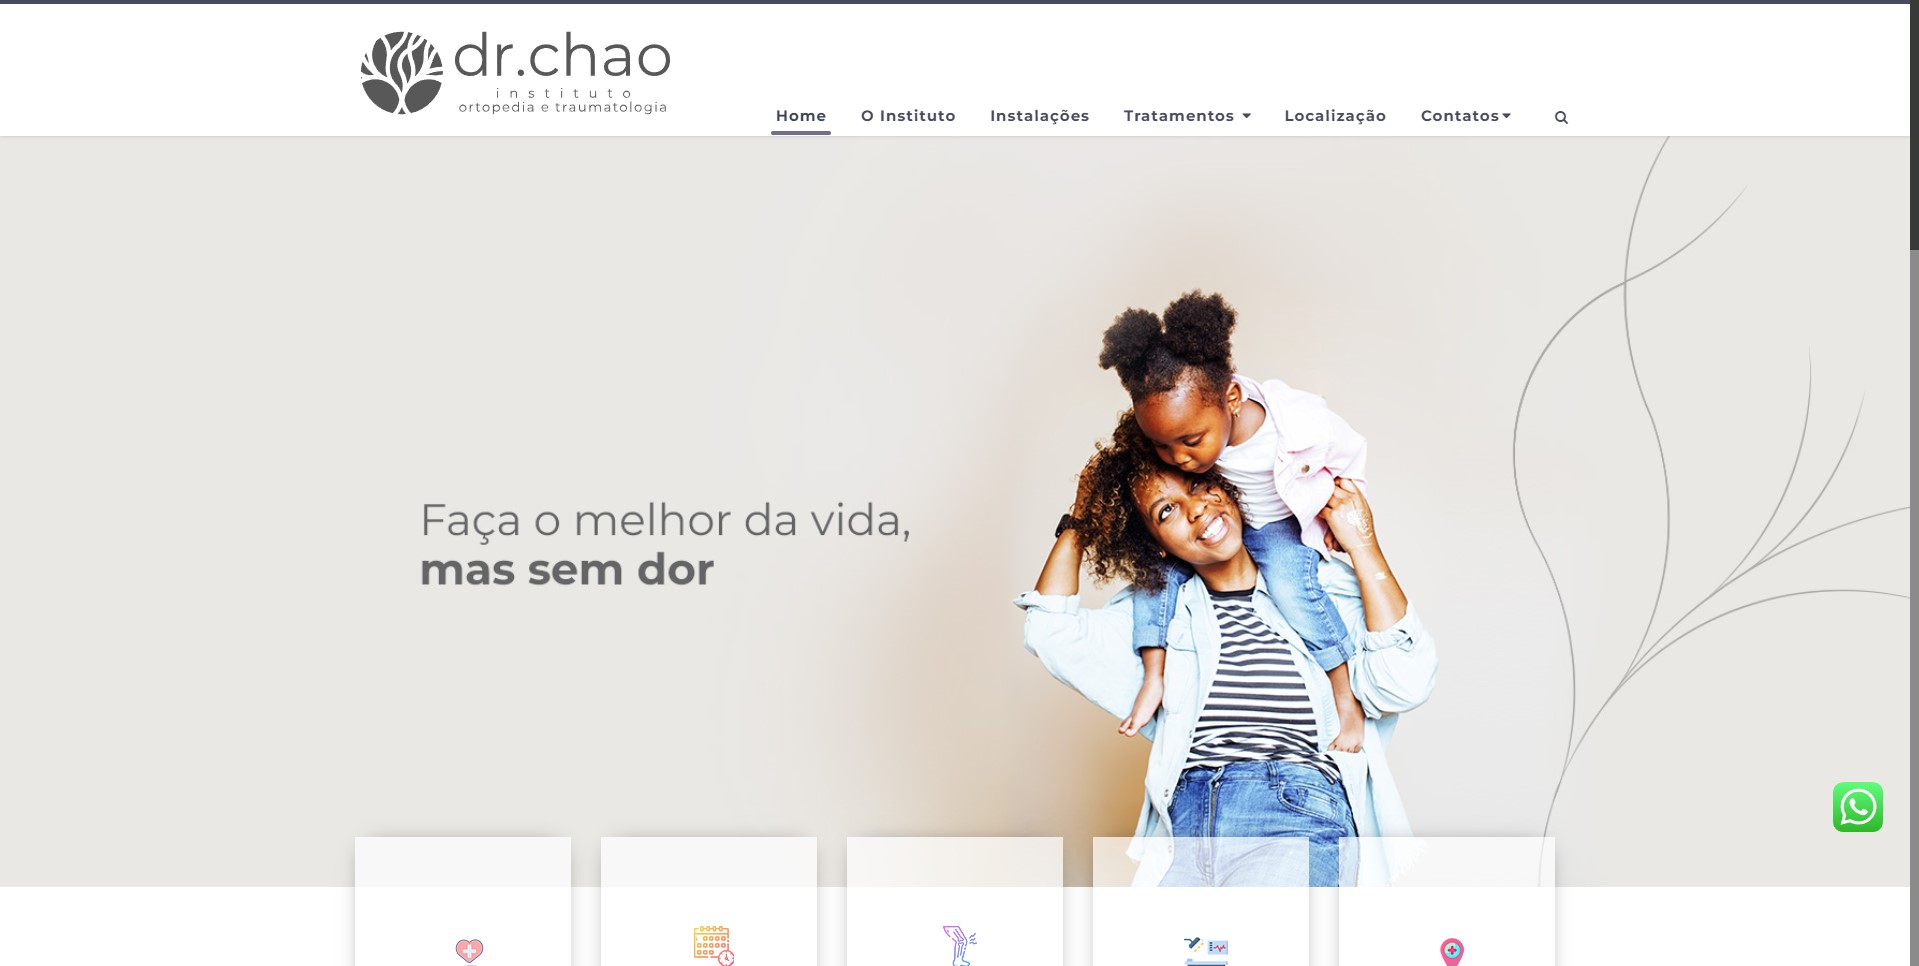 dr.chao
instituto
ortopedia e traumatologia
Home
O Instituto
Instalações
Tratamentos
Localização
Contatos
Faça o melhor da vida,
mas sem dor